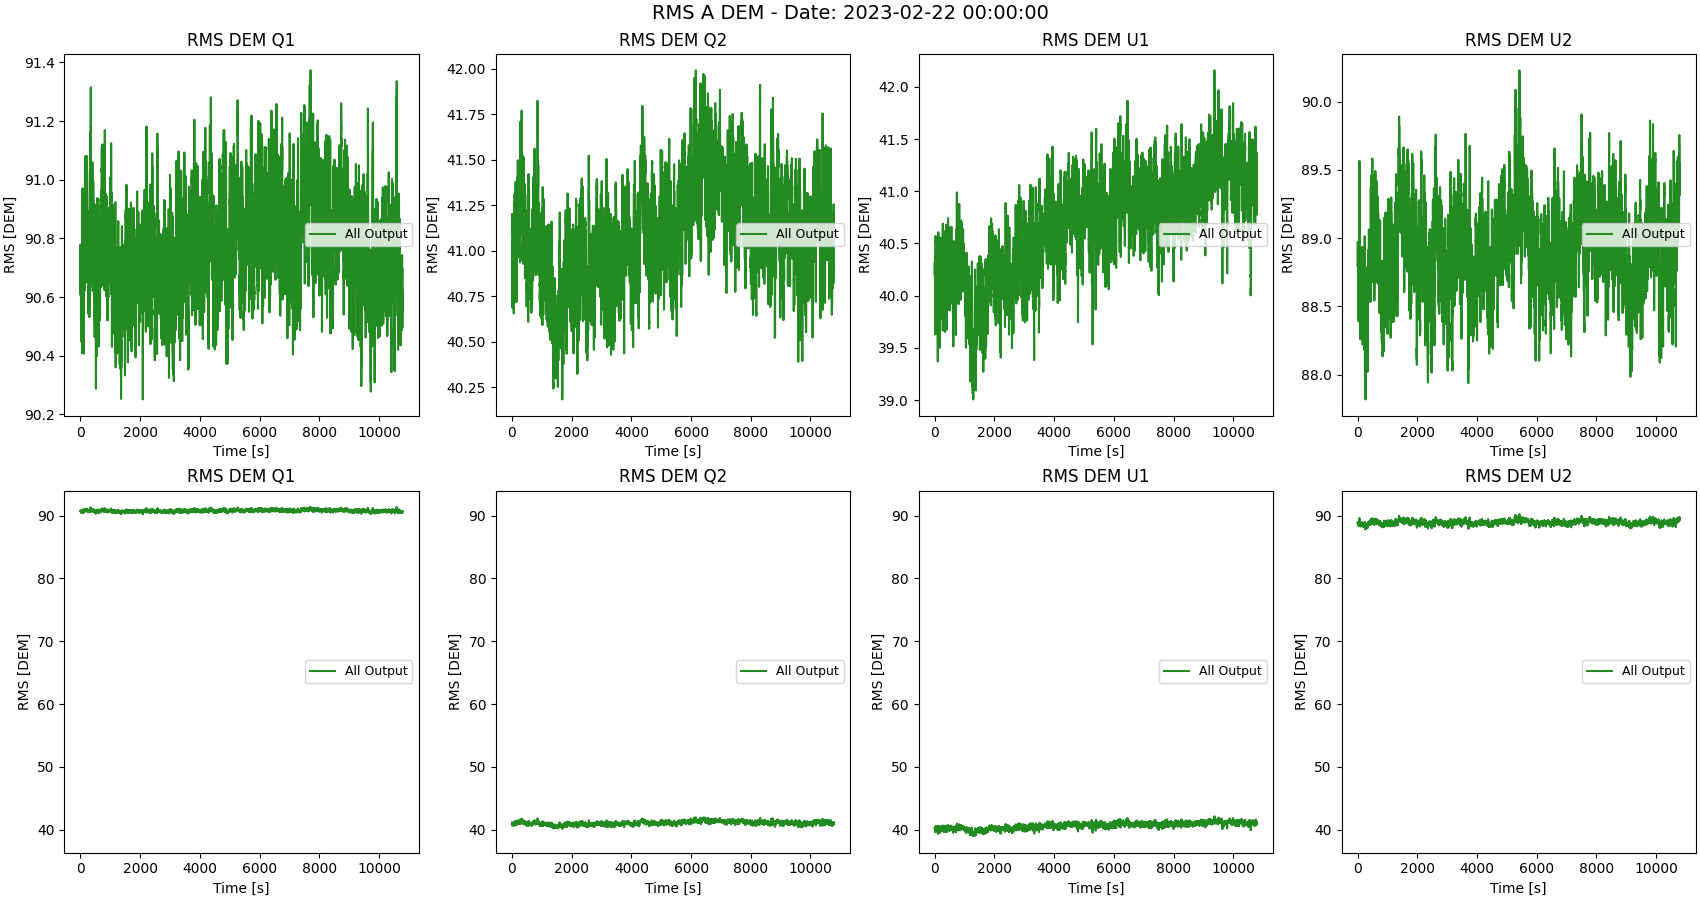 RMS A DEM - Date: 2023-02-22 00:00:00
RMS DEM Q1
RMS DEM Q2
RMS DEM U1
RMS DEM U2
RMS [DEM]
91.4
91.2
91.0
90.8
90.6
90.4
90.2
All Output
0 2000 4000 6000 8000 10000
Time [s]
RMS [DEM]
42.00
41.75
41.50
41.25
41.00
40.75
40.50
40.25
All Output
0 2000 4000 6000 8000 10000
Time [s]
RMS [DEM]
42.0
41.5
41.0
40.5
40.0
39.5
39.0
All Output
0 2000 4000 6000 8000 10000
Time [s]
RMS [DEM]
90.0
89.5
89.0
88.5
88.0
All Output
0 2000 4000 6000 8000 10000
Time [s]
RMS DEM Q1
RMS DEM Q2
RMS DEM U1
RMS DEM U2
RMS [DEM]
90
80
70
60
50
40
All Output
0 2000 4000 6000 8000 10000
Time [s]
RMS [DEM]
90
80
70
60
50
40
All Output
0 2000 4000 6000 8000 10000
Time [s]
RMS [DEM]
90
80
70
60
50
40
All Output
0 2000 4000 6000 8000 10000
Time [s]
RMS [DEM]
90
80
70
60
50
40
All Output
0 2000 4000 6000 8000 10000
Time [s]